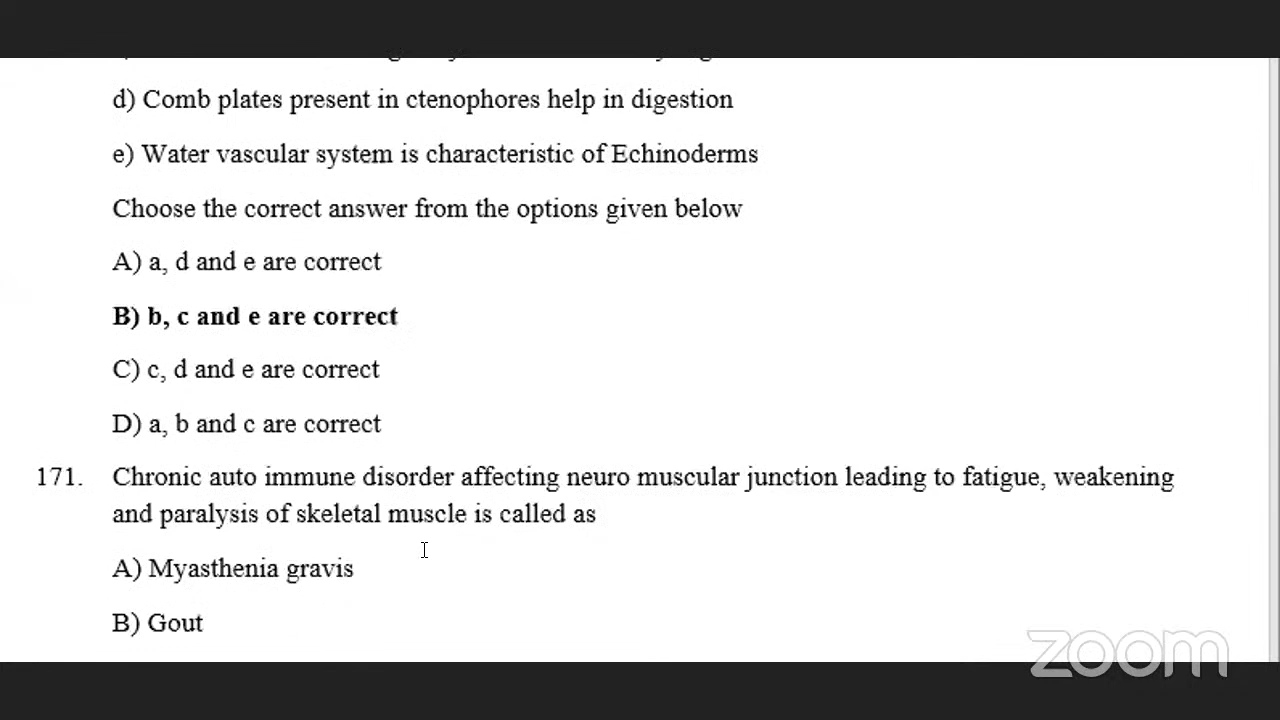 d) Comb plates present in ctenophores help in digestion
e) Water vascular system is characteristic of Echinoderms
Choose the correct answer from the options given below
A) a, d and e are correct
B) b, c and e are correct
C) c, d and e are correct
D) a, b and c are correct
171. Chronic auto immune disorder affecting neuro muscular junction leading to fatigue, weakening
and paralysis of skeletal muscle is called as
A) Myasthenia gravis
B) Gout
zoom